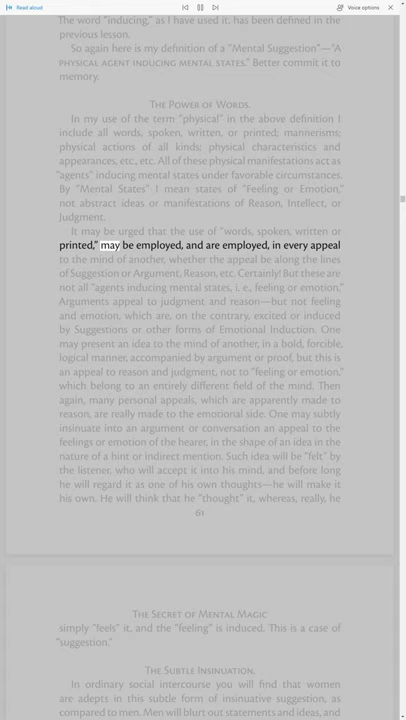 Read aloud
Voice options
The word "inducing," as I have used it, has been defined in the
previous lesson.
So again here is my definition of a "Mental Suggestion"—"A
PHYSICAL AGENT INDUCING MENTAL STATES." Better commit it to
memory.
THE POWER OF WORDS.
In my use of the term "physical" in the above definition I
include all words, spoken, written, or printed; mannerisms;
physical actions of all kinds; physical characteristics and
appearances, etc., etc. All of these physical manifestations act as
"agents" inducing mental states under favorable circumstances.
By "Mental States" I mean states of "Feeling or Emotion,"
not abstract ideas or manifestations of Reason, Intellect, or
Judgment.
It may be urged that the use of "words, spoken, written or
printed," may be employed, and are employed, in every appeal
to the mind of another, whether the appeal be along the lines
of Suggestion or Argument, Reason, etc. Certainly! But these are
not all "agents inducing mental states, i. e., feeling or emotion,"
Arguments appeal to judgment and reason—but not feeling
and emotion, which are, on the contrary, excited or induced
by Suggestions or other forms of Emotional Induction. One
may present an idea to the mind of another, in a bold, forcible,
logical manner, accompanied by argument or proof, but this is
an appeal to reason and judgment, not to "feeling or emotion,"
which belong to an entirely different field of the mind. Then
again, many personal appeals, which are apparently made to
reason, are really made to the emotional side. One may subtly
insinuate into an argument or conversation an appeal to the
feelings or emotion of the hearer, in the shape of an idea in the
nature of a hint or indirect mention. Such idea will be "felt" by
the listener, who will accept it into his mind, and before long
he will regard it as one of his own thoughts—he will make it
his own. He will think that he "thought" it, whereas, really, he
61
THE SECRET OF MENTAL MAGIC
simply "feels" it, and the "feeling" is induced. This is a case of
"suggestion."
THE SUBTLE INSINUATION.
In ordinary social intercourse you will find that women
are adepts in this subtle form of insinuative suggestion, as
compared to men. Men will blurt out statements and ideas, and